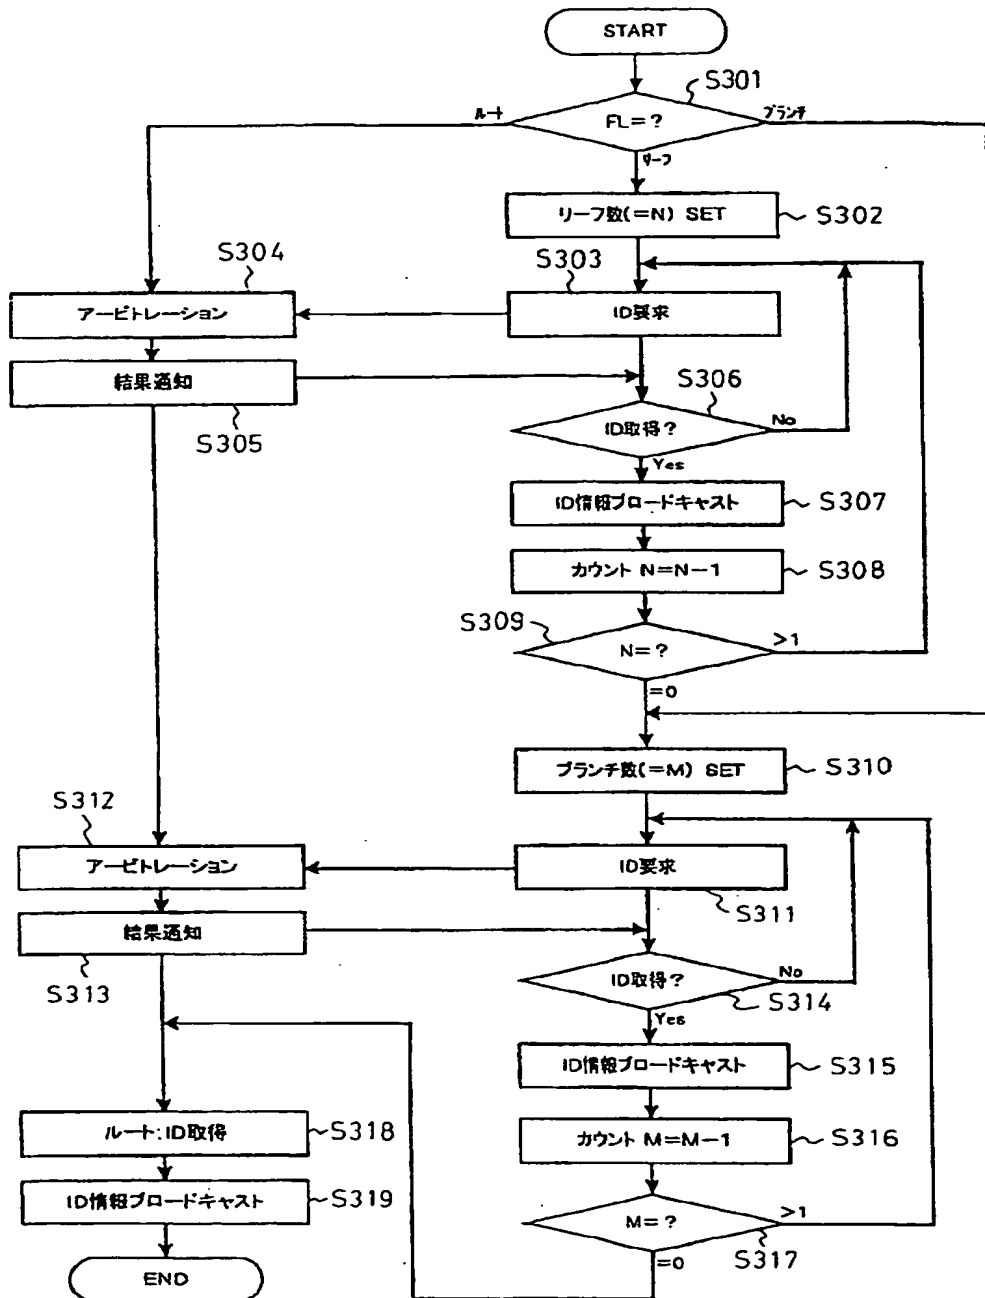 START
S301
FL=?
ルート
ブランチ
リーフ
リーフ数(=N) SET
S302
S304
S303
アービトレーション
ID要求
結果通知
S305
S306
ID取得?
No
Yes
ID情報ブロードキャスト
S307
カウント N=N-1
S308
S309
N=?
>1
=0
ブランチ数(=M) SET
S310
S312
アービトレーション
ID要求
S311
結果通知
S313
ID取得?
No
S314
Yes
ID情報ブロードキャスト
S315
ルート:ID取得
S318
カウント M=M-1
S316
ID情報ブロードキャスト
S319
M=?
>1
S317
=0
END